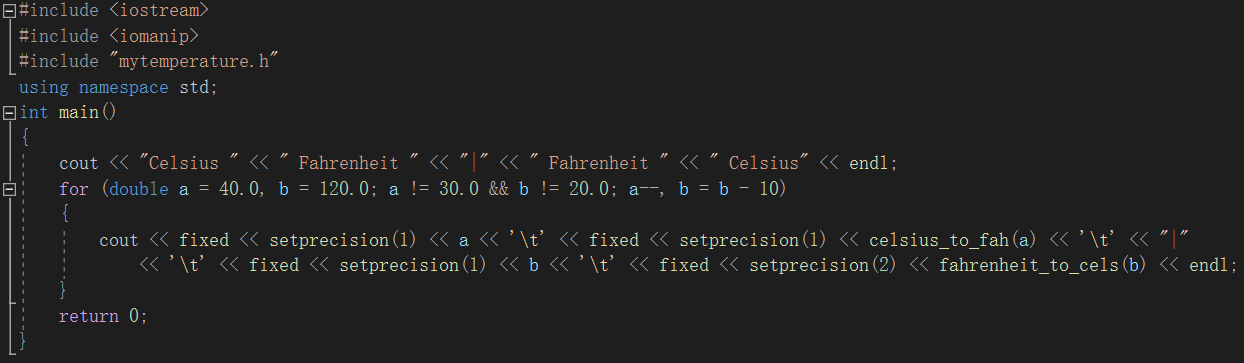 #include <iostream>
#include <iomanip>
#include "mytemperature.h"
using namespace std;
int main()
{
cout << "Celsius " << " Fahrenheit " << "|" << " Fahrenheit " << " Celsius" << endl;
for (double a = 40.0, b = 120.0; a != 30.0 && b != 20.0; a--, b = b - 10)
{
cout << fixed << setprecision(1) << a << '\t' << fixed << setprecision(1) << celsius_to_fah(a) << '\t' << "|"
<< '\t' << fixed << setprecision(1) << b << '\t' << fixed << setprecision(2) << fahrenheit_to_cels(b) << endl;
}
return 0;
}